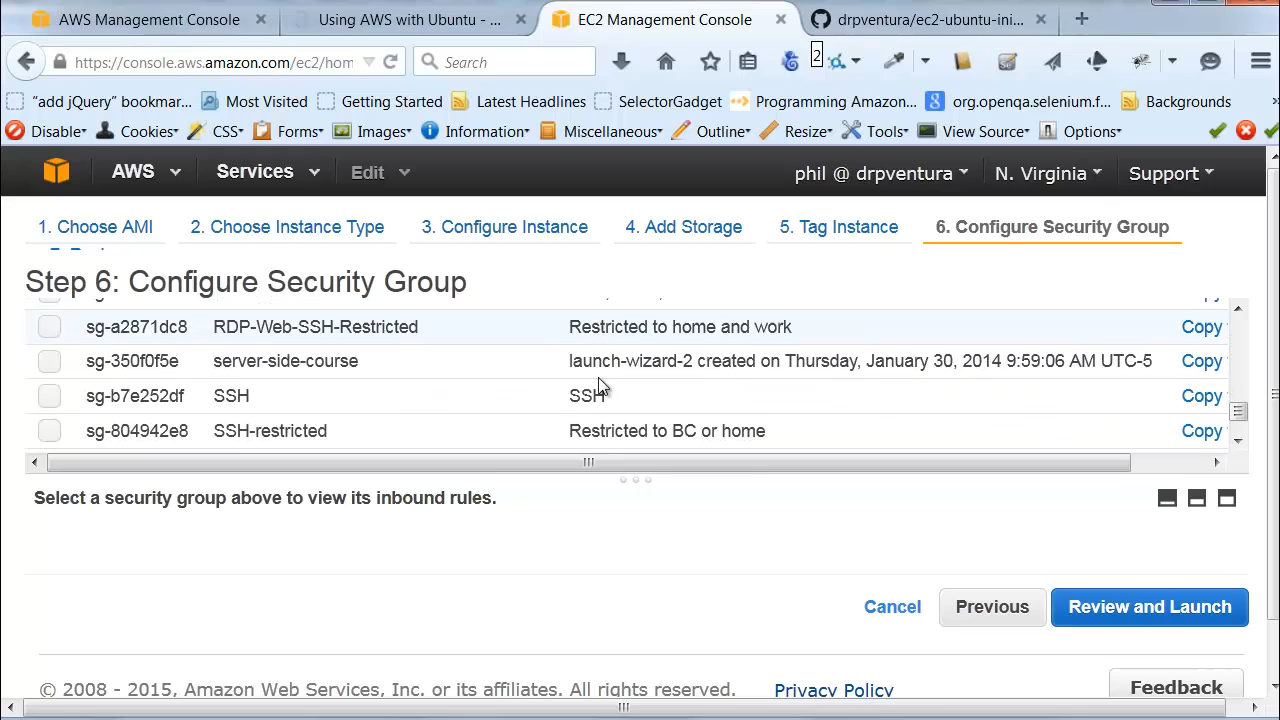 AWS Management Console
Using AWS with Ubuntu - ...
EC2 Management Console
drpventura/ec2-ubuntu-ini...
https://console.aws.amazon.com/ec2/hom
Search
2
"add jQuery" bookmar...
Most Visited
Getting Started
Latest Headlines
SelectorGadget
Programming Amazon...
org.openqa.selenium.f...
Backgrounds
Disable
Cookies
CSS
Forms
Images
Information
Miscellaneous
Outline
Resize
Tools
View Source
Options
AWS
Services
Edit
phil @ drpventura
N. Virginia
Support
1. Choose AMI
2. Choose Instance Type
3. Configure Instance
4. Add Storage
5. Tag Instance
6. Configure Security Group
Step 6: Configure Security Group
sg-a2871dc8 RDP-Web-SSH-Restricted Restricted to home and work Copy
sg-350f0f5e server-side-course launch-wizard-2 created on Thursday, January 30, 2014 9:59:06 AM UTC-5 Copy
sg-b7e252df SSH SSH Copy
sg-804942e8 SSH-restricted Restricted to BC or home Copy
Select a security group above to view its inbound rules.
Cancel
Previous
Review and Launch
© 2008 - 2015, Amazon Web Services, Inc. or its affiliates. All rights reserved.
Privacy Policy
Feedback